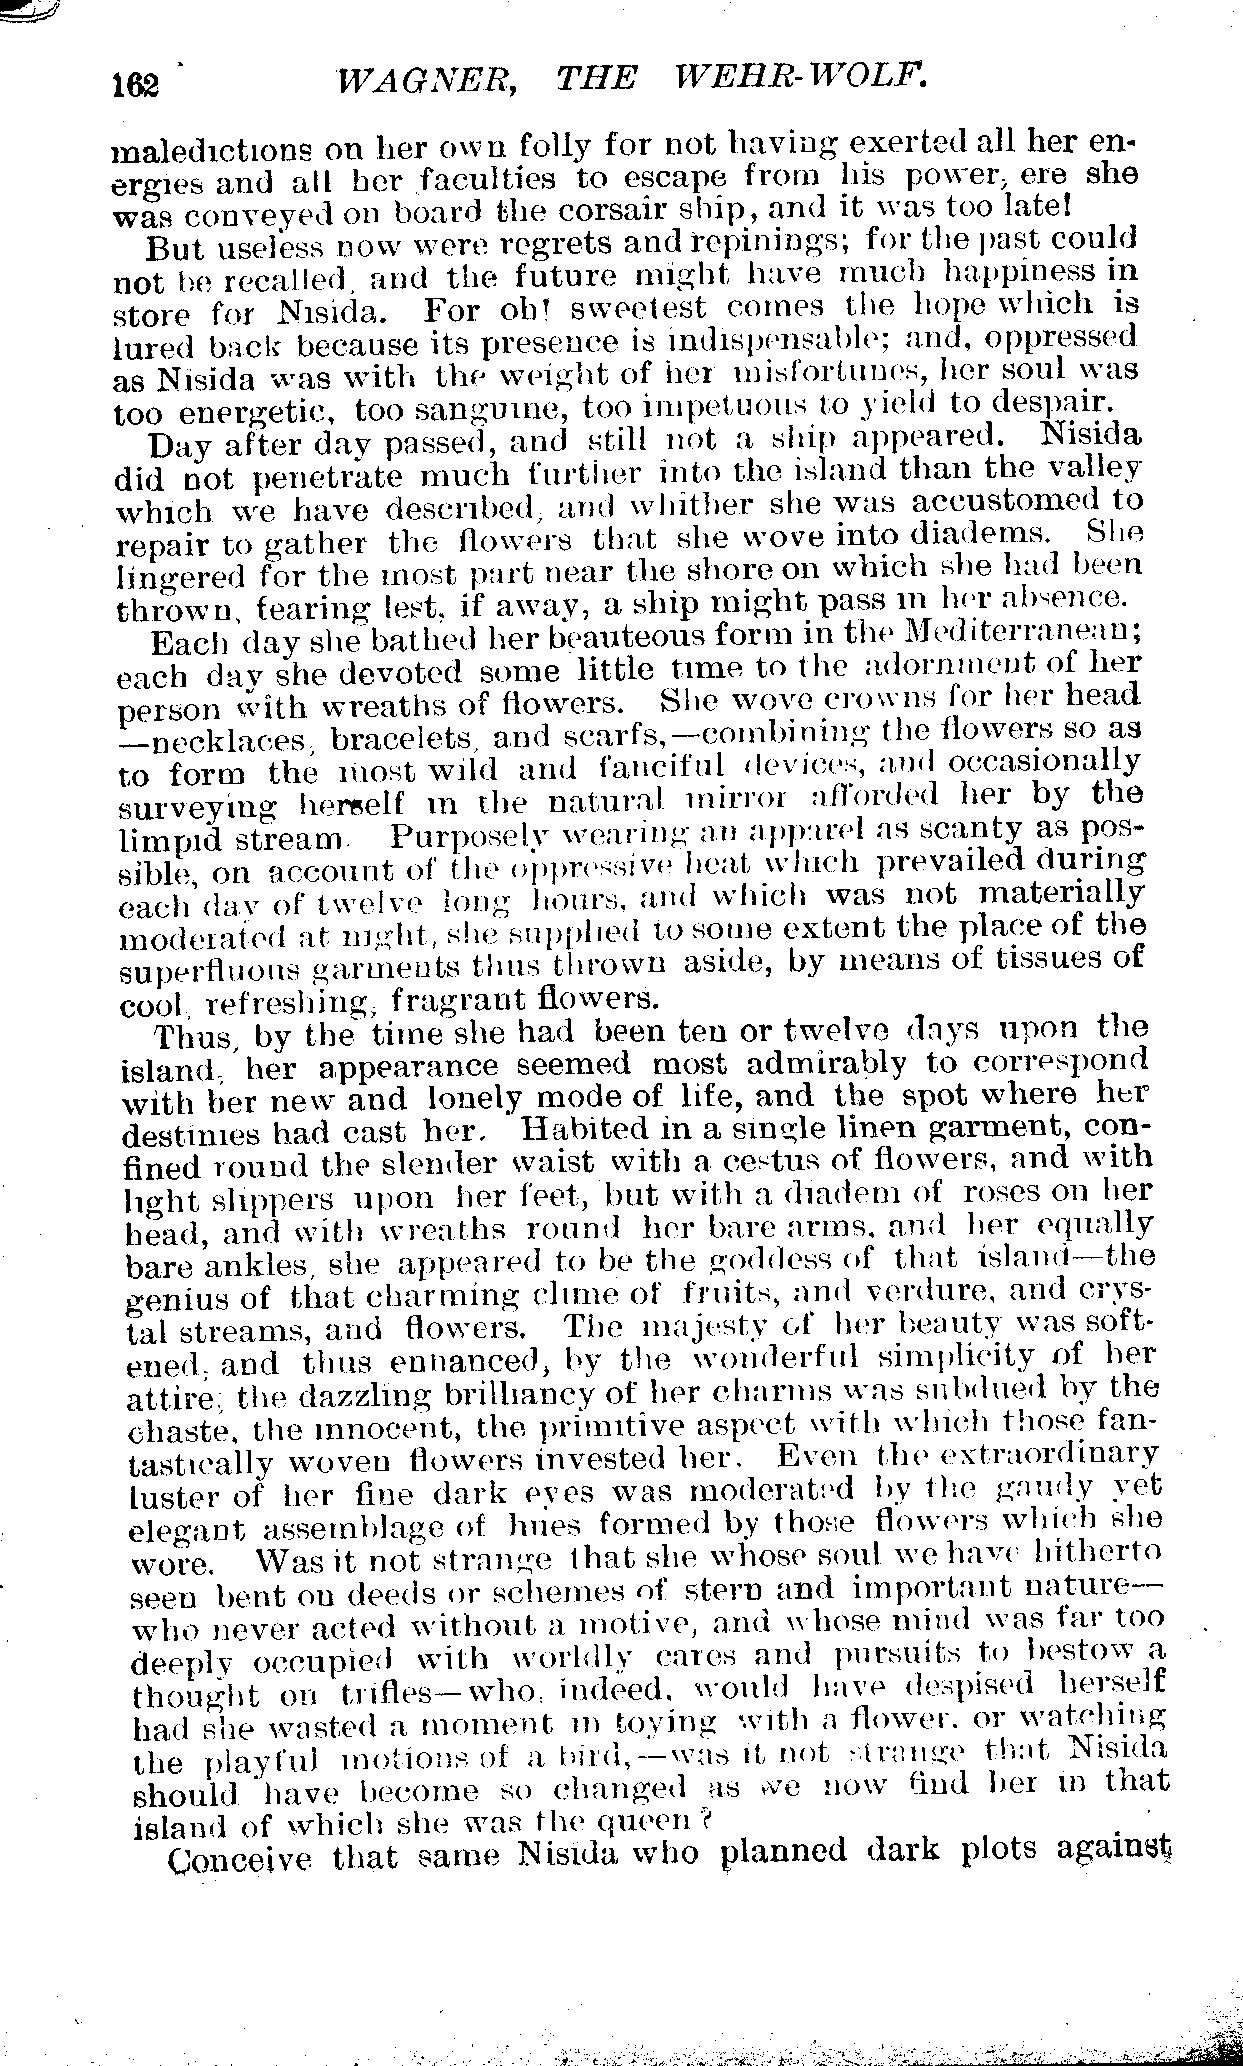 162 WAGNER, THE WEHR-WOLF.
maledictions on her own folly for not having exerted all her en-
ergies and all her faculties to escape from his power, ere she
was conveyed on board the corsair ship, and it was too late!
But useless now were regrets and repinings; for the past could
not be recalled, and the future might have much happiness in
store for Nisida. For oh! sweetest comes the hope which is
lured back because its presence is indispensable; and, oppressed
as Nisida was with the weight of her misfortunes, her soul was
too energetic, too sanguine, too impetuous to yield to despair.
Day after day passed, and still not a ship appeared. Nisida
did not penetrate much further into the island than the valley
which we have described, and whither she was accustomed to
repair to gather the flowers that she wove into diadems. She
lingered for the most part near the shore on which she had been
thrown, fearing lest, if away, a ship might pass in her absence.
Each day she bathed her beauteous form in the Mediterranean;
each day she devoted some little time to the adornment of her
person with wreaths of flowers. She wove crowns for her head
—necklaces, bracelets, and scarfs,—combining the flowers so as
to form the most wild and fanciful devices, and occasionally
surveying herself in the natural mirror afforded her by the
limpid stream. Purposely wearing an apparel as scanty as pos-
sible, on account of the oppressive heat which prevailed during
each day of twelve long hours, and which was not materially
moderated at night, she supplied to some extent the place of the
superfluous garments thus thrown aside, by means of tissues of
cool, refreshing, fragrant flowers.
Thus, by the time she had been ten or twelve days upon the
island, her appearance seemed most admirably to correspond
with her new and lonely mode of life, and the spot where her
destinies had cast her. Habited in a single linen garment, con-
fined round the slender waist with a cestus of flowers, and with
light slippers upon her feet, but with a diadem of roses on her
head, and with wreaths round her bare arms, and her equally
bare ankles, she appeared to be the goddess of that island—the
genius of that charming clime of fruits, and verdure, and crys-
tal streams, and flowers. The majesty of her beauty was soft-
ened, and thus enhanced, by the wonderful simplicity of her
attire; the dazzling brilliancy of her charms was subdued by the
chaste, the innocent, the primitive aspect with which those fan-
tastically woven flowers invested her. Even the extraordinary
luster of her fine dark eyes was moderated by the gaudy yet
elegant assemblage of hues formed by those flowers which she
wore. Was it not strange that she whose soul we have hitherto
seen bent on deeds or schemes of stern and important nature—
who never acted without a motive, and whose mind was far too
deeply occupied with worldly cares and pursuits to bestow a
thought on trifles—who, indeed, would have despised herself
had she wasted a moment in toying with a flower, or watching
the playful motions of a bird,—was it not strange that Nisida
should have become so changed as we now find her in that
island of which she was the queen?
Conceive that same Nisida who planned dark plots against